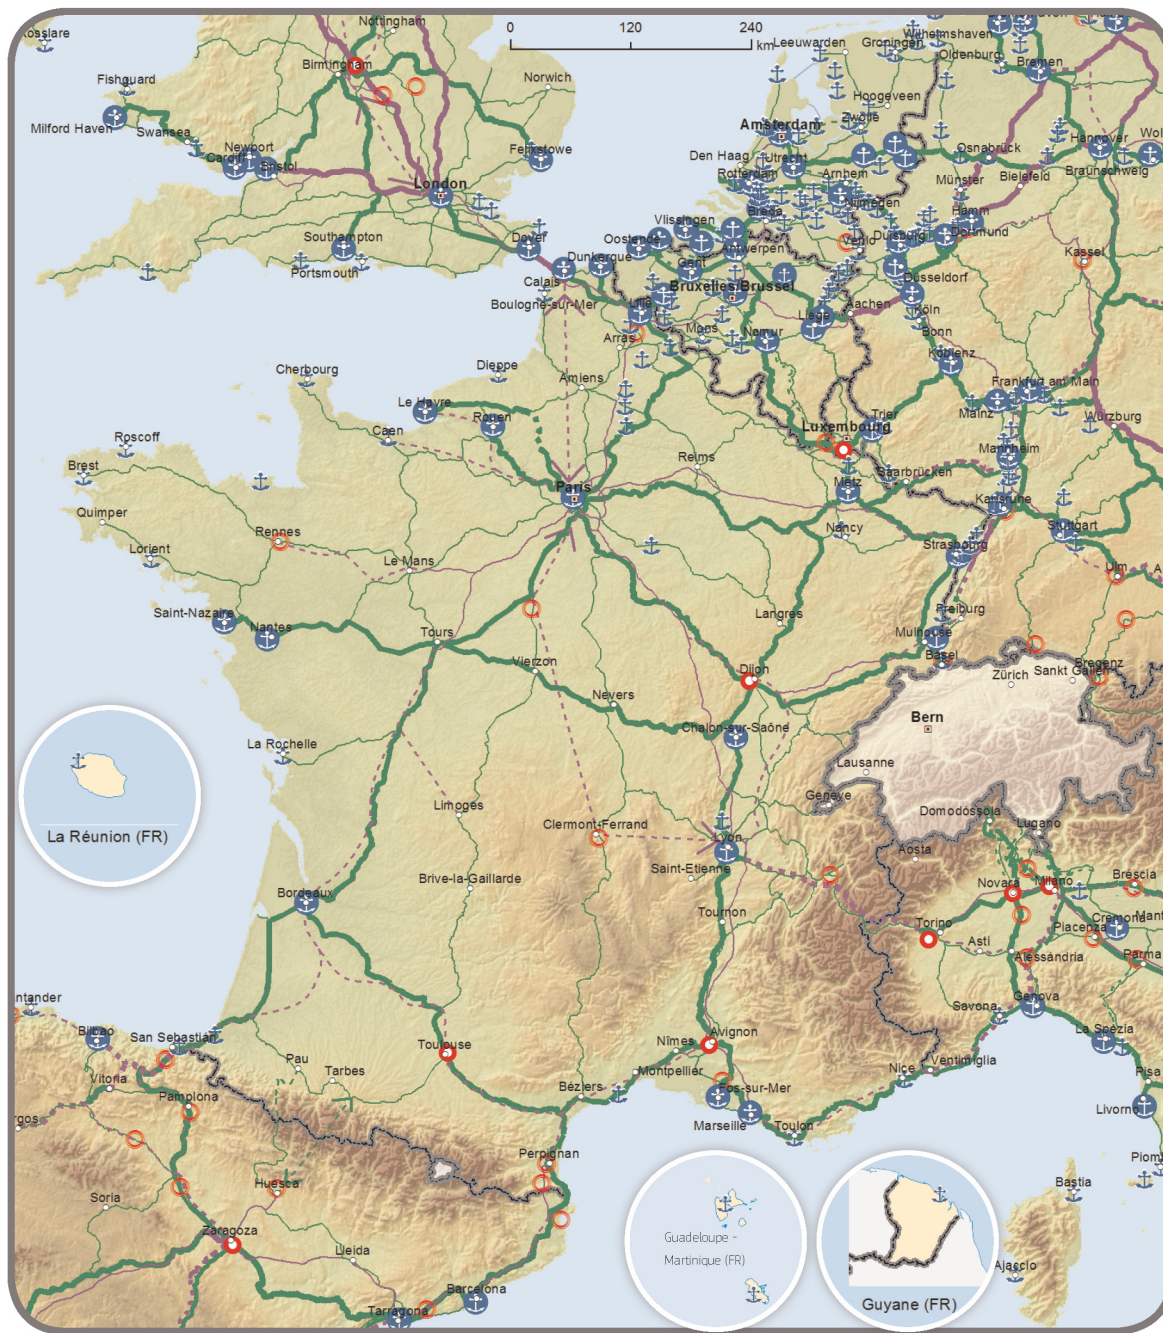 Rosslare
Nottingham
0 120 240 km
Leeuwarden
Groningen
Wilhelmshaven
Oldenburg
Bremen
Birmingham
Fishguard
Norwich
Hoogeveen
Milford Haven
Swansea
Amsterdam
Zwolle
Hannover
Newport
Cardiff
Bristol
Felixstowe
Den Haag
Utrecht
Osnabrück
Braunschweig
Rotterdam
Arnhem
Münster
Bielefeld
London
Breda
Nijmegen
Hamm
Vlissingen
Southampton
Dover
Oostende
Antwerpen
Venlo
Duisburg
Dortmund
Kassel
Portsmouth
Dunkerque
Gent
Calais
Bruxelles/Brussel
Düsseldorf
Boulogne-sur-Mer
Lille
Liege
Aachen
Köln
Arras
Mons
Namur
Bonn
Koblenz
Dieppe
Cherbourg
Amiens
Frankfurt am Main
Le Havre
Rouen
Mainz
Caen
Luxembourg
Trier
Würzburg
Roscoff
Reims
Mannheim
Brest
Saarbrücken
Paris
Metz
Karlsruhe
Quimper
Rennes
Nancy
Stuttgart
Lorient
Le Mans
Strasbourg
Ulm
Saint-Nazaire
Nantes
Langres
Freiburg
Tours
Mulhouse
Basel
Vierzon
Dijon
Zürich
Sankt Gallen
Bregenz
Nevers
Bern
Chalon-sur-Saône
La Rochelle
Lausanne
Limoges
Genève
Domodóssola
La Réunion (FR)
Clermont-Ferrand
Lyon
Lugano
Aosta
Saint-Etienne
Brive-la-Gaillarde
Novara
Milano
Brescia
Bordeaux
Tournon
Torino
Cremona
Asti
Piacenza
Alessándria
Parma
Savona
Genova
Bilbao
San Sebastián
Toulouse
Avignon
Nîmes
La Spézia
Pau
Tarbes
Montpellier
Nice
Ventimiglia
Vitoria
Béziers
Fos-sur-Mer
Pisa
Pamplona
Marseille
Toulon
Livorno
Perpignan
Soria
Huesca
Bastia
Zaragoza
Lleida
Guadeloupe -
Martinique (FR)
Ajaccio
Barcelona
Guyane (FR)
Tarragona